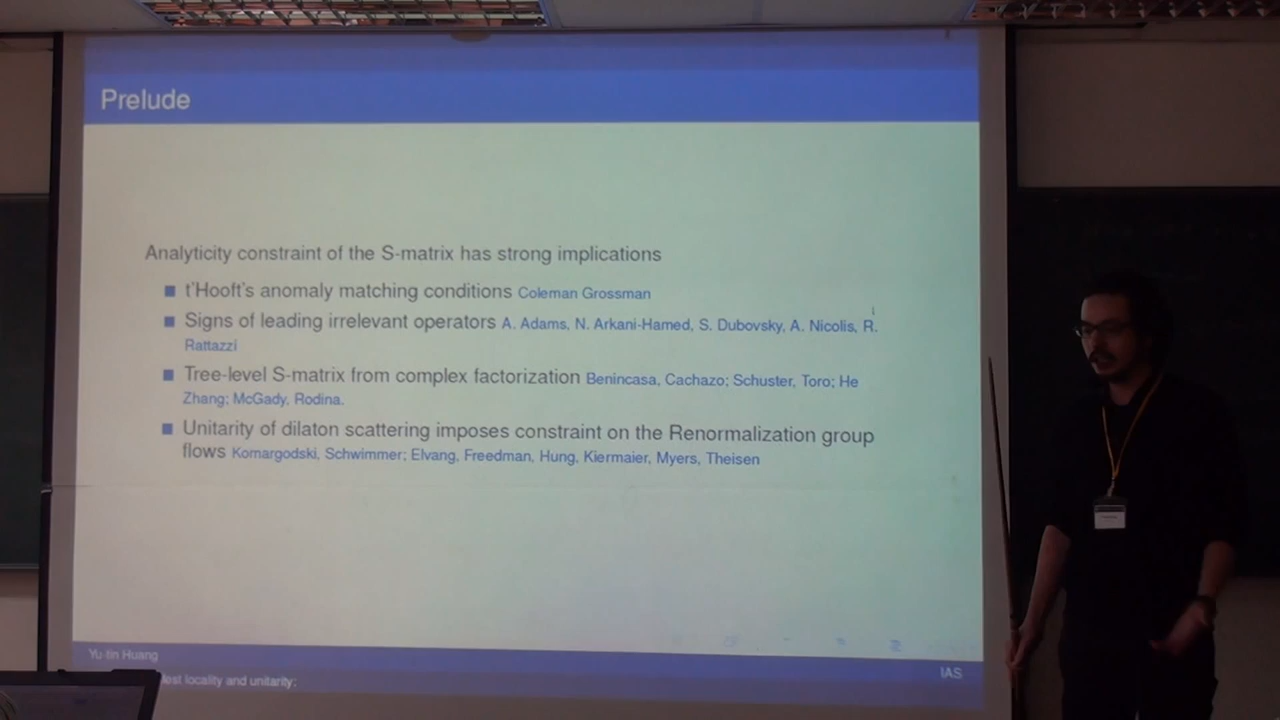 Prelude
Analyticity constraint of the S-matrix has strong implications
t'Hooft's anomaly matching conditions Coleman Grossman
Signs of leading irrelevant operators A. Adams, N. Arkani-Hamed, S. Dubovsky, A. Nicolis, R.
Rattazzi
Tree-level S-matrix from complex factorization Benincasa, Cachazo; Schuster, Toro; He
Zhang; McGady, Rodina.
Unitarity of dilaton scattering imposes constraint on the Renormalization group
flows Komargodski, Schwimmer; Elvang, Freedman, Hung, Kiermaier, Myers, Theisen
Yu-tin Huang
IAS
locality and unitarity;